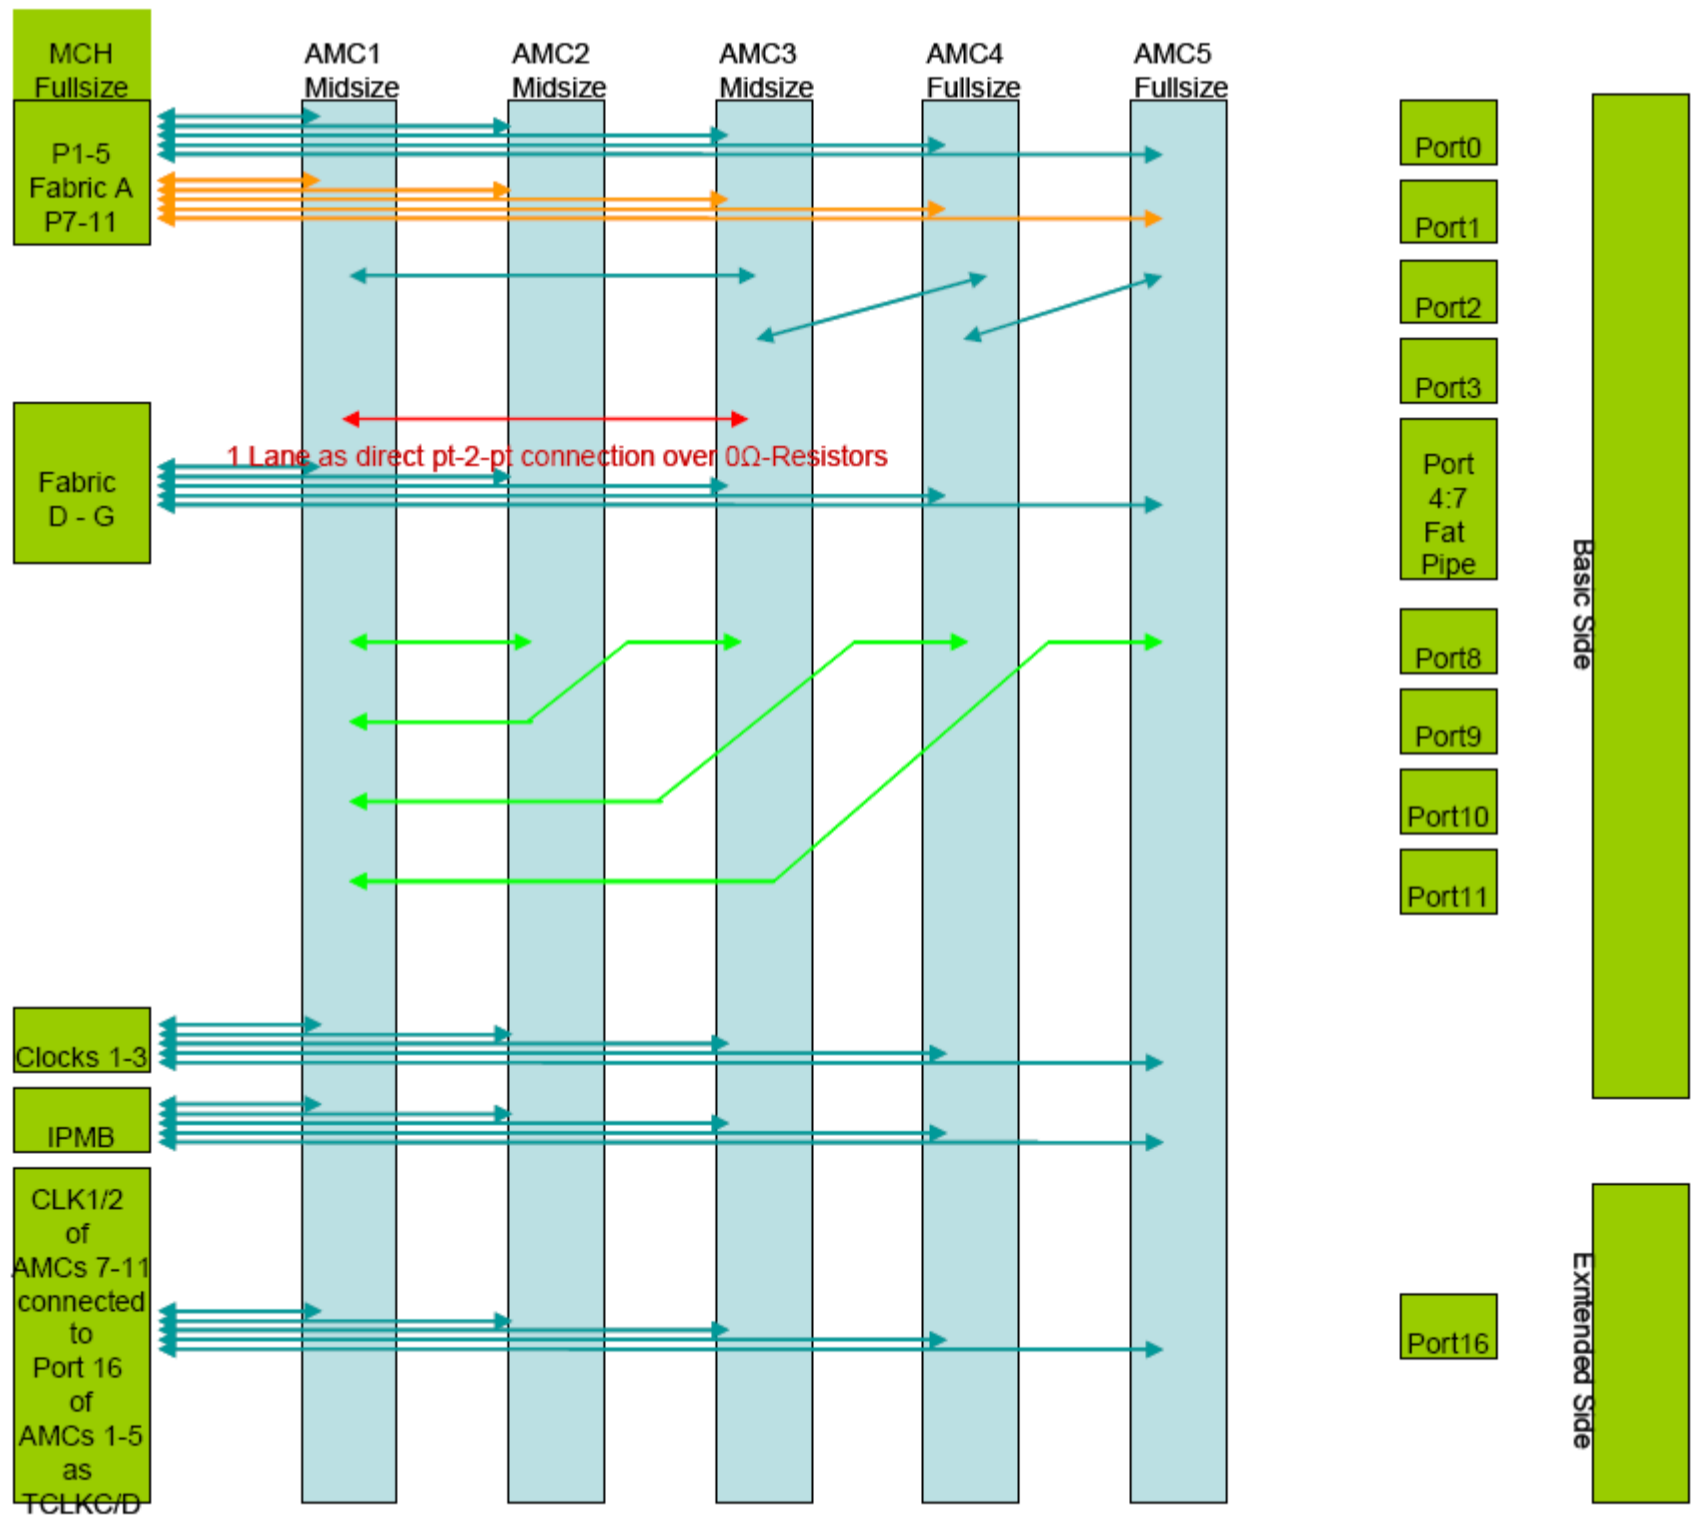 MCH
Fullsize
AMC1
Midsize
AMC2
Midsize
AMC3
Midsize
AMC4
Fullsize
AMC5
Fullsize
P1-5
Fabric A
P7-11
Port0
Port1
Port2
Port3
1 Lane as direct pt-2-pt connection over 0Ω-Resistors
Fabric
D - G
Port
4:7
Fat
Pipe
Basic Side
Port8
Port9
Port10
Port11
Clocks 1-3
IPMB
CLK1/2
of
AMCs 7-11
connected
to
Port 16
of
AMCs 1-5
as
TCLKC/D
Port16
Exntended Side